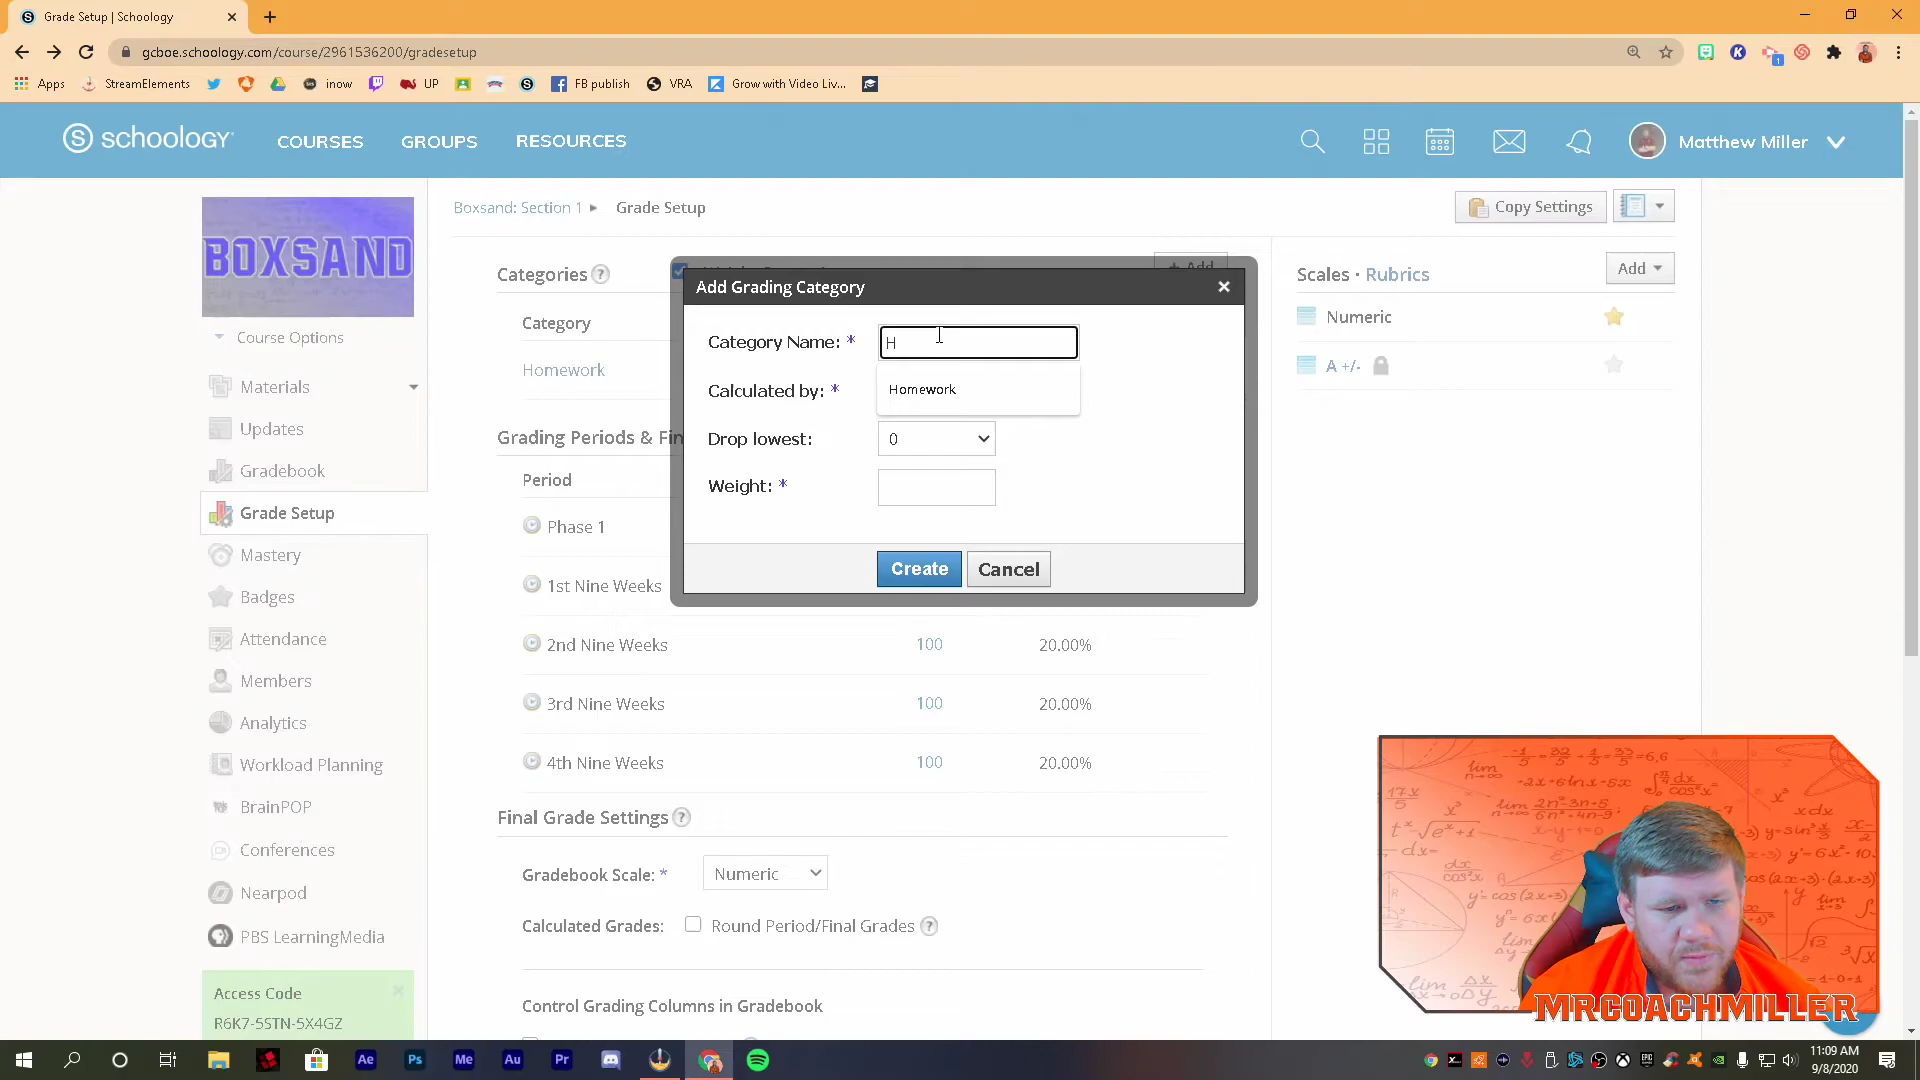 Grade Setup | Schoology
gcboe.schoology.com/course/2961536200/gradesetup
Apps StreamElements inow UP FB publish VRA Grow with Video Liv...
schoology COURSES GROUPS RESOURCES Matthew Miller
BOXSAND
Course Options
Materials
Updates
Gradebook
Grade Setup
Mastery
Badges
Attendance
Members
Analytics
Workload Planning
BrainPOP
Conferences
Nearpod
PBS LearningMedia
Access Code
R6K7-5STN-5X4GZ
Boxsand: Section 1 Grade Setup
Copy Settings
Categories ?
+ Add
Category
Homework
Grading Periods & Fin
Period
Phase 1
1st Nine Weeks
2nd Nine Weeks 100 20.00%
3rd Nine Weeks 100 20.00%
4th Nine Weeks 100 20.00%
Final Grade Settings ?
Gradebook Scale: * Numeric
Calculated Grades: Round Period/Final Grades ?
Control Grading Columns in Gradebook
Add Grading Category
Category Name: * H
Homework
Calculated by: *
Drop lowest: 0
Weight: *
Create Cancel
Scales · Rubrics Add
Numeric
A +/-
MRCOACHMILLER
Ae Ps Me Au Pr
11:09 AM
9/8/2020